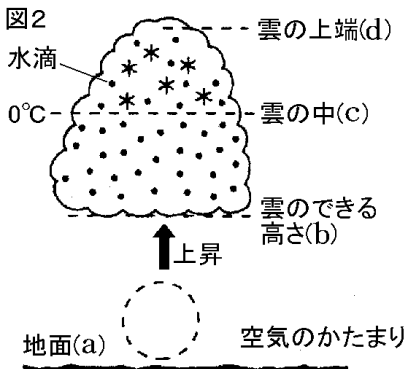 図2
雲の上端(d)
水滴
0℃
雲の中(c)
雲のできる
高さ(b)
上昇
地面(a)
空気のかたまり